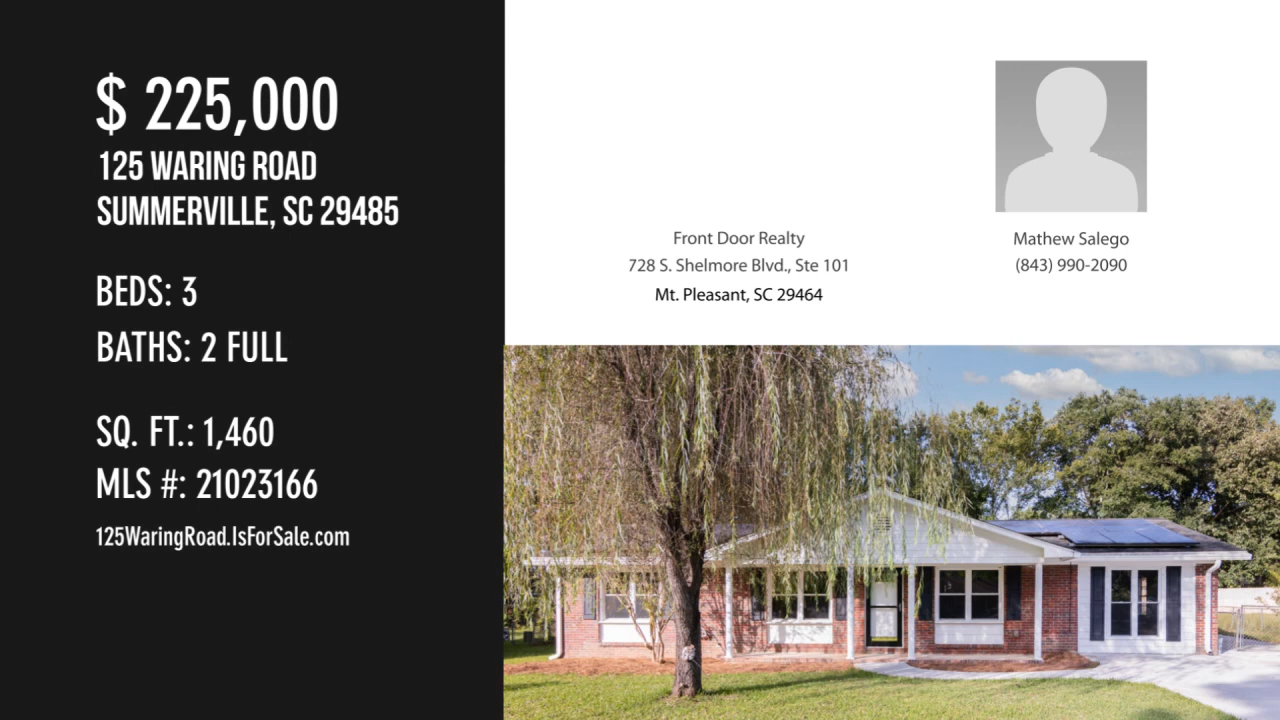 $ 225,000
125 WARING ROAD
SUMMERVILLE, SC 29485
BEDS: 3
BATHS: 2 FULL
SQ. FT.: 1,460
MLS #: 21023166
125WaringRoad.IsForSale.com
Front Door Realty
728 S. Shelmore Blvd., Ste 101
Mt. Pleasant, SC 29464
Mathew Salego
(843) 990-2090